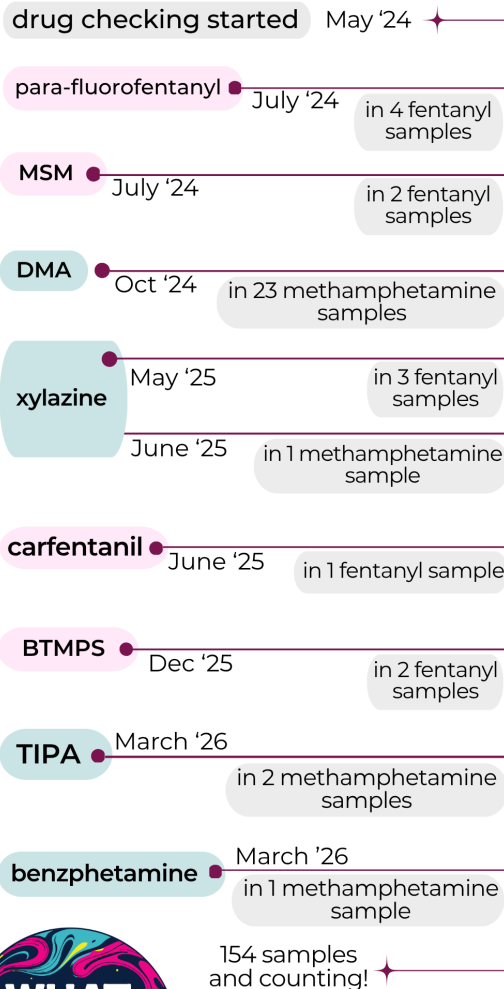 drug checking started May ‘24
para-fluorofentanyl
July ‘24
in 4 fentanyl
samples
MSM
July ‘24
in 2 fentanyl
samples
DMA
Oct ‘24
in 23 methamphetamine
samples
xylazine
May ‘25
in 3 fentanyl
samples
June ‘25
in 1 methamphetamine
sample
carfentanil
June ‘25
in 1 fentanyl sample
BTMPS
Dec ‘25
in 2 fentanyl
samples
TIPA
March ‘26
in 2 methamphetamine
samples
benzphetamine
March ’26
in 1 methamphetamine
sample
154 samples
and counting!
WHAT